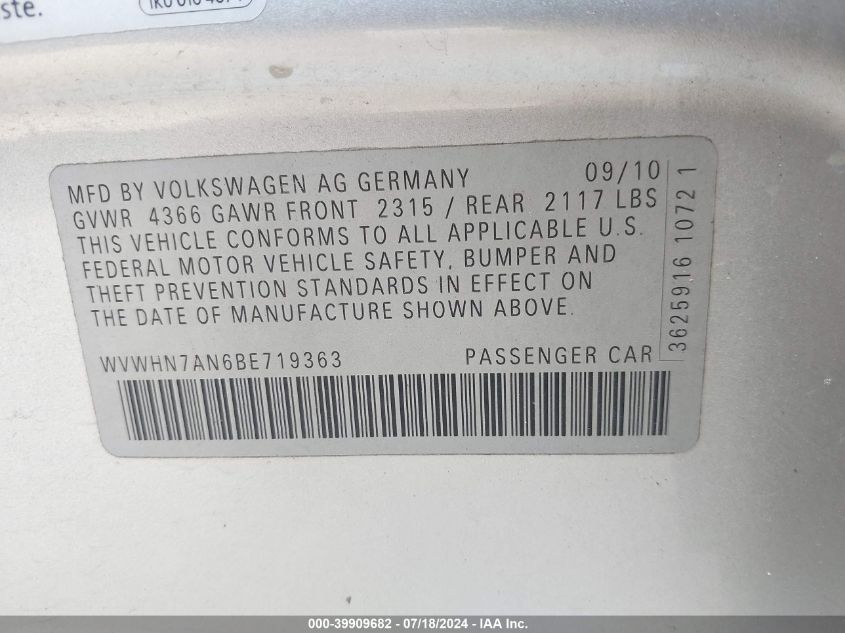 ste.
MFD BY VOLKSWAGEN AG GERMANY 09/10
GVWR 4366 GAWR FRONT 2315 / REAR 2117 LBS
THIS VEHICLE CONFORMS TO ALL APPLICABLE U.S.
FEDERAL MOTOR VEHICLE SAFETY, BUMPER AND
THEFT PREVENTION STANDARDS IN EFFECT ON
THE DATE OF MANUFACTURE SHOWN ABOVE.
WVWHN7AN6BE719363 PASSENGER CAR
3625916 1072 1
000-39909682 - 07/18/2024 - IAA Inc.